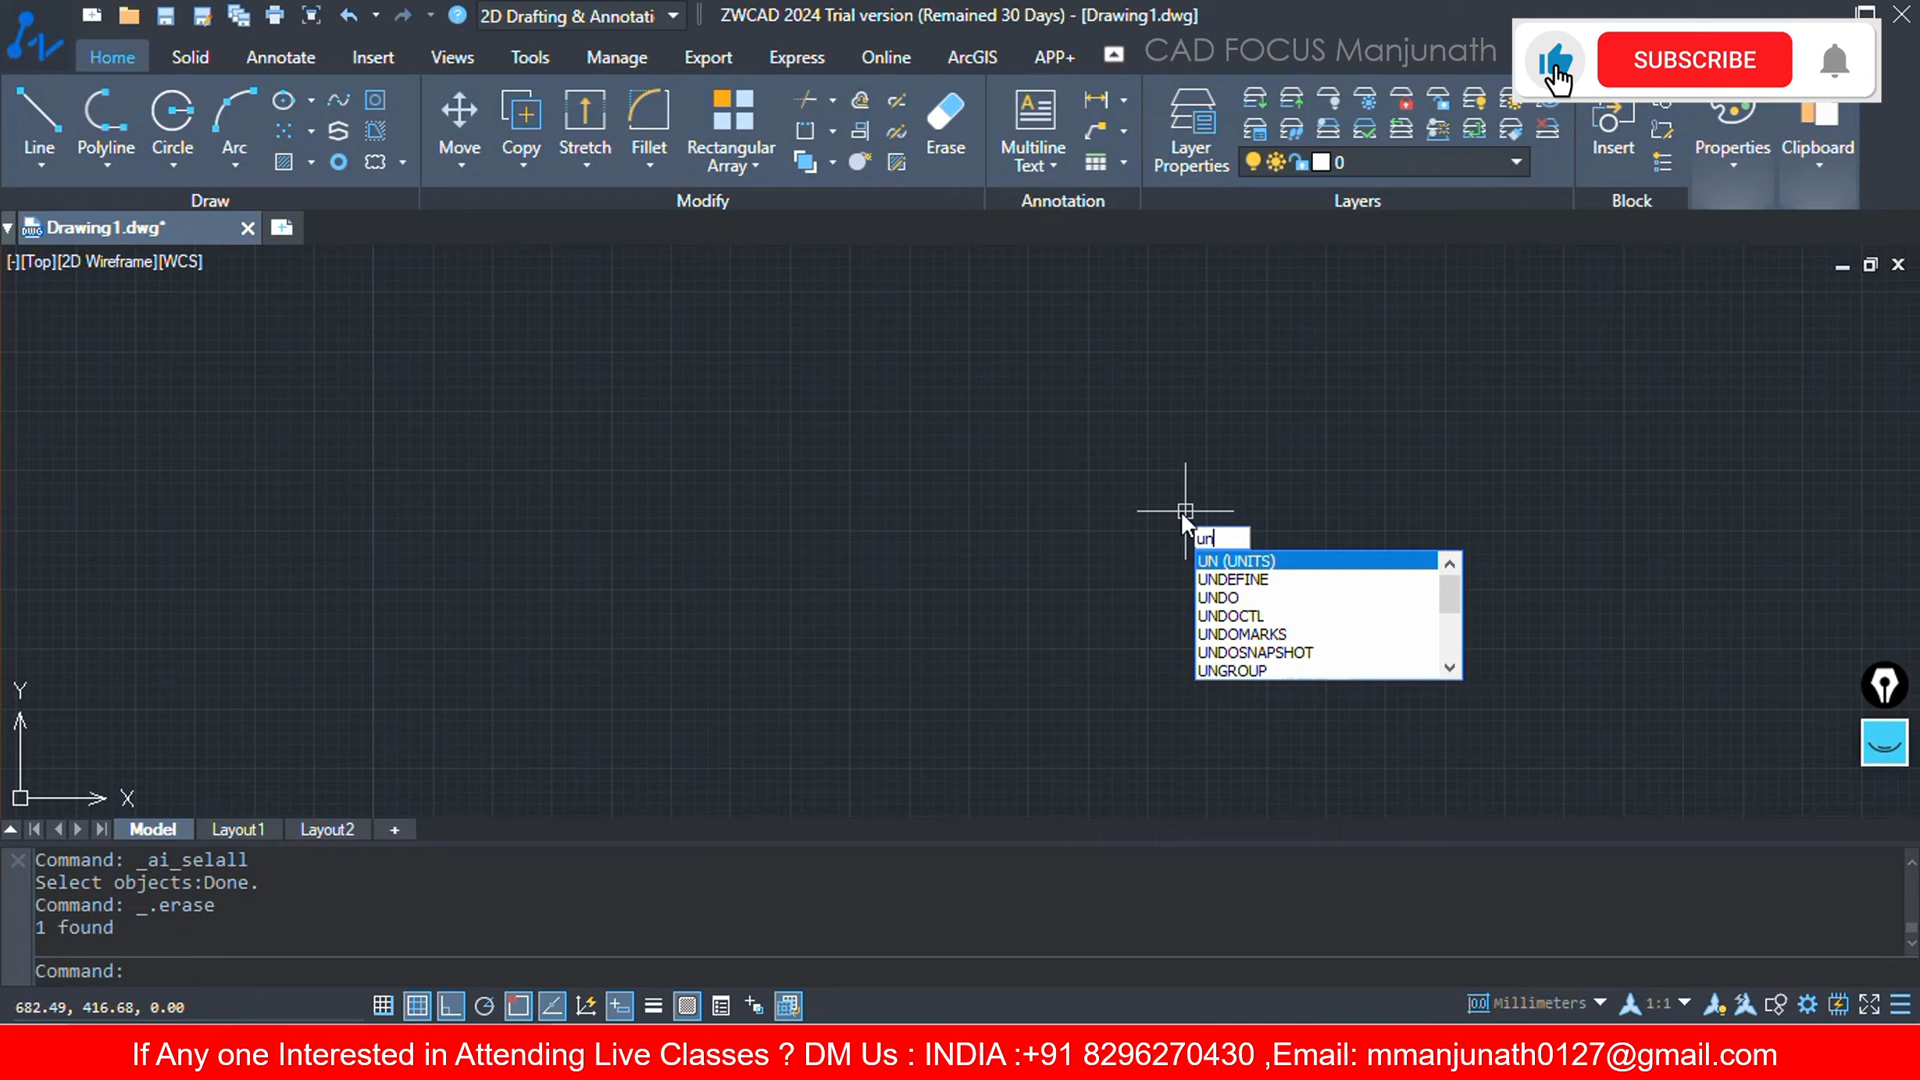 2D Drafting & Annotati
ZWCAD 2024 Trial version (Remained 30 Days) - [Drawing1.dwg]
Home Solid Annotate Insert Views Tools Manage Export Express Online ArcGIS APP+
CAD FOCUS Manjunath
SUBSCRIBE
Line Polyline Circle Arc
Move Copy Stretch Fillet Rectangular Array Erase
Multiline Text
Layer Properties
0
Insert Properties Clipboard
Draw Modify Annotation Layers Block
DWG Drawing1.dwg*
[-][Top][2D Wireframe][WCS]
un
UN (UNITS)
UNDEFINE
UNDO
UNDOCTL
UNDOMARKS
UNDOSNAPSHOT
UNGROUP
Y
X
Model Layout1 Layout2 +
Command: _ai_selall
Select objects:Done.
Command: _.erase
1 found
Command:
682.49, 416.68, 0.00
0.0 Millimeters 1:1
If Any one Interested in Attending Live Classes ? DM Us : INDIA :+91 8296270430 ,Email: mmanjunath0127@gmail.com